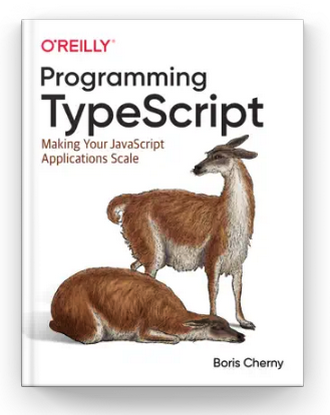 O'REILLY®
Programming
TypeScript
Making Your JavaScript
Applications Scale
Boris Cherny